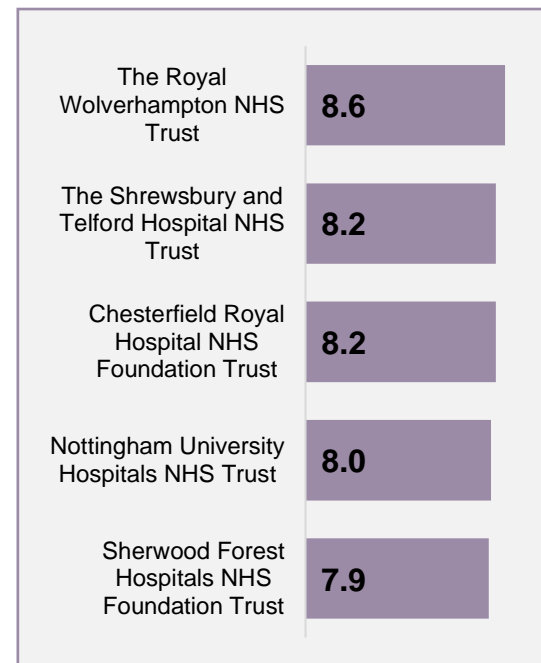 The Royal
Wolverhampton NHS
Trust
8.6
The Shrewsbury and
Telford Hospital NHS
Trust
8.2
Chesterfield Royal
Hospital NHS
Foundation Trust
8.2
Nottingham University
Hospitals NHS Trust
8.0
Sherwood Forest
Hospitals NHS
Foundation Trust
7.9